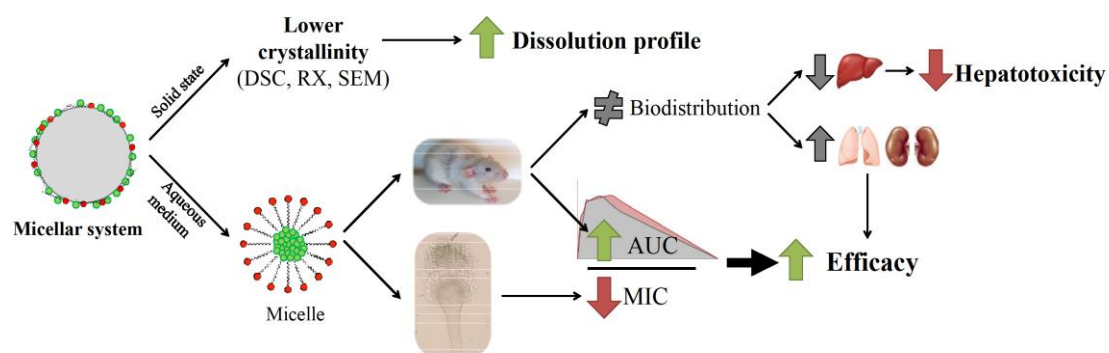 Lower
crystallinity
(DSC, RX, SEM)
Dissolution profile
Solid state
Micellar system
Aqueous
medium
Micelle
Biodistribution
Hepatotoxicity
AUC
MIC
Efficacy